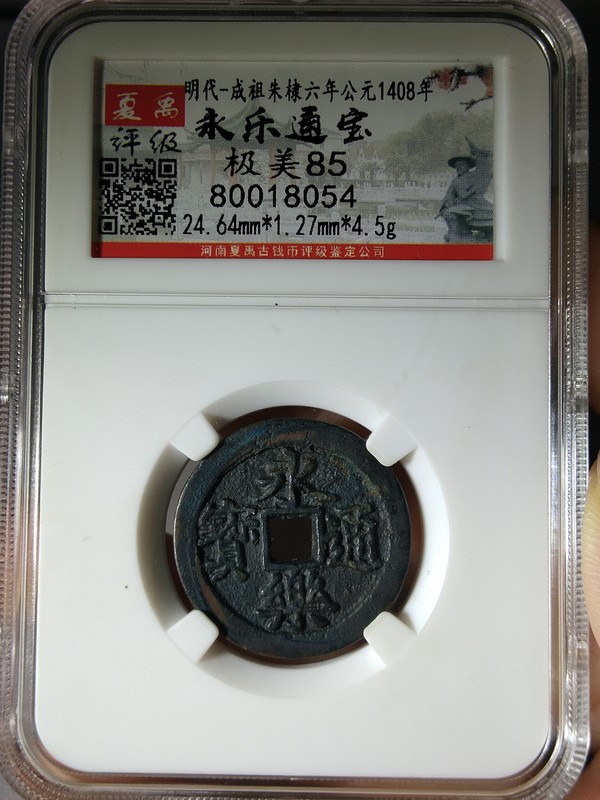 明代-成祖朱棣六年公元1408年
夏禹
评级
永乐通宝
极美85
80018054
24.64mm*1.27mm*4.5g
河南夏禹古钱币评级鉴定公司
永樂通寶